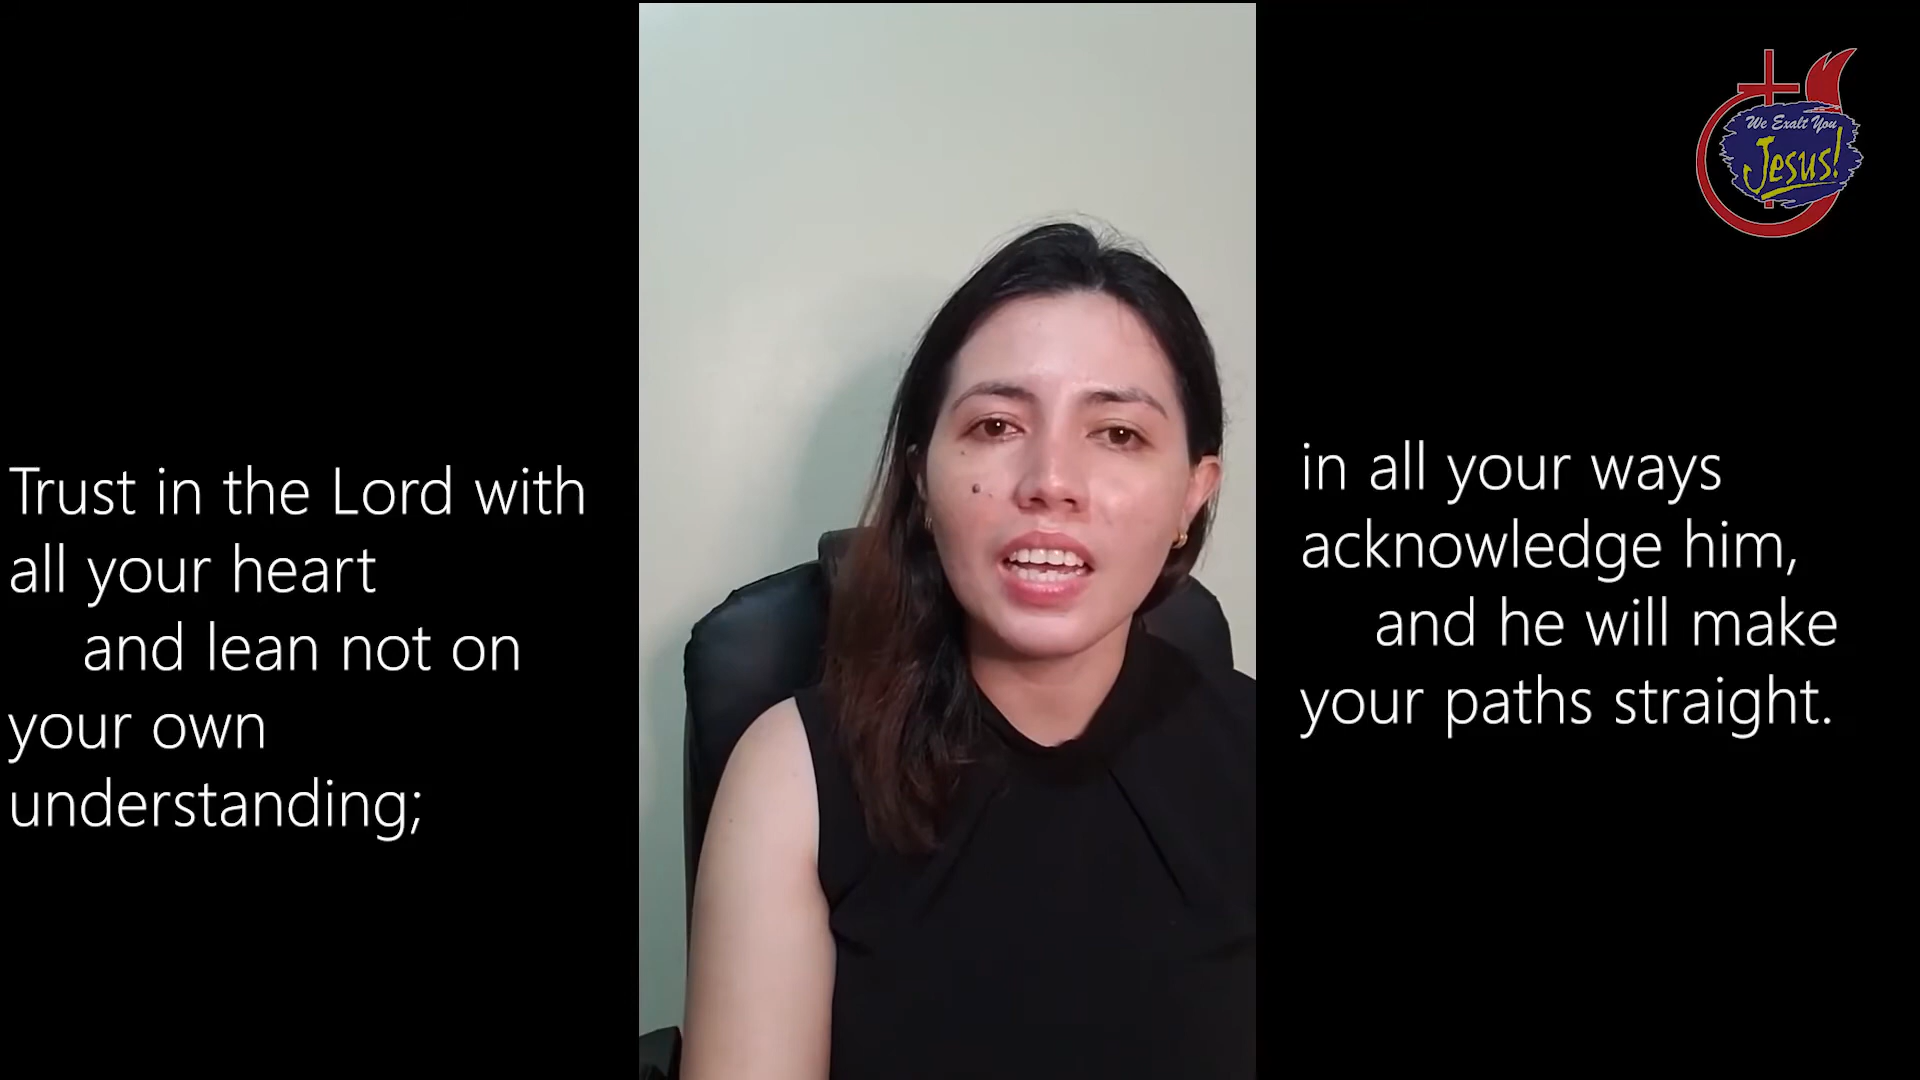 Trust in the Lord with
all your heart
and lean not on
your own
understanding;
in all your ways
acknowledge him,
and he will make
your paths straight.
We Exalt You
Jesus!